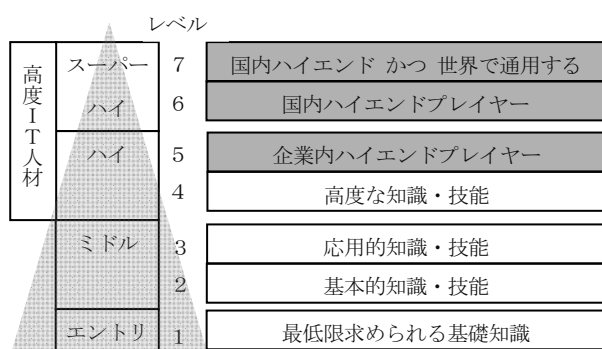 レベル
高度IT人材
スーパー
ハイ
7 国内ハイエンド かつ 世界で通用する
6 国内ハイエンドプレイヤー
ハイ
5 企業内ハイエンドプレイヤー
4 高度な知識・技能
ミドル
3 応用的知識・技能
2 基本的知識・技能
エントリ
1 最低限求められる基礎知識